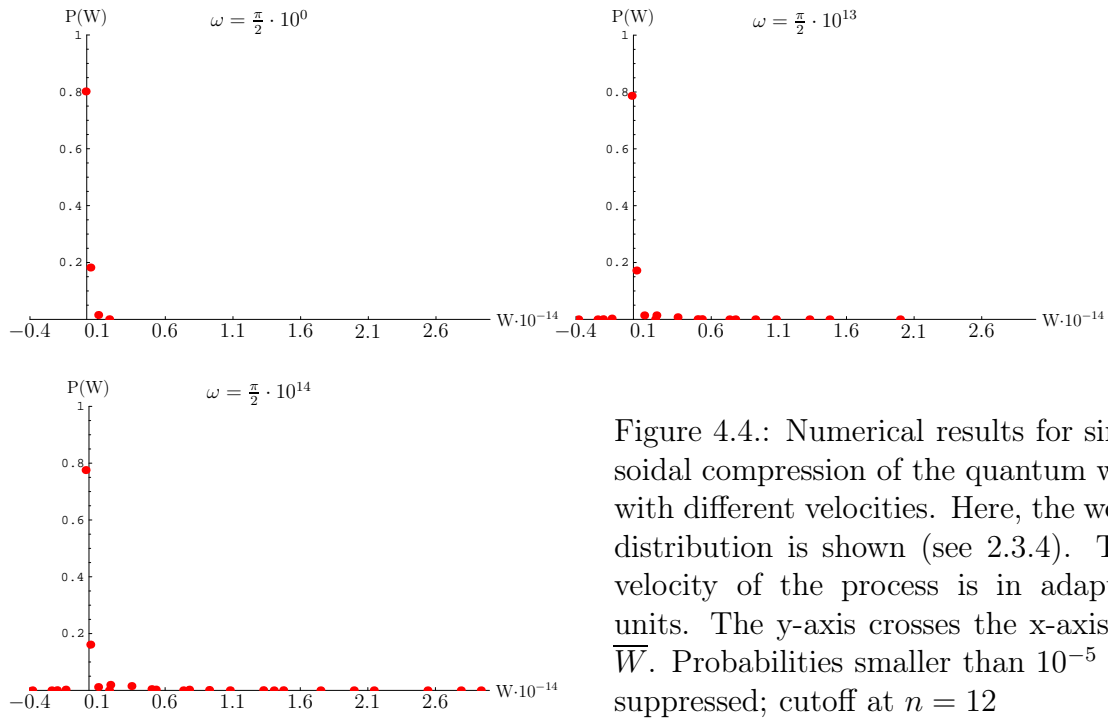 P(W) ω = π/2 · 10^0
1
0.8
0.6
0.4
0.2
−0.4 0.1 0.6 1.1 1.6 2.1 2.6 W·10^−14
P(W) ω = π/2 · 10^13
1
0.8
0.6
0.4
0.2
−0.4 0.1 0.6 1.1 1.6 2.1 2.6 W·10^−14
P(W) ω = π/2 · 10^14
1
0.8
0.6
0.4
0.2
−0.4 0.1 0.6 1.1 1.6 2.1 2.6 W·10^−14
Figure 4.4.: Numerical results for
soidal compression of the quantum
with different velocities. Here, the
distribution is shown (see 2.3.4).
velocity of the process is in
units. The y-axis crosses the x-axis
W̅. Probabilities smaller than 10^−5
suppressed; cutoff at n = 12